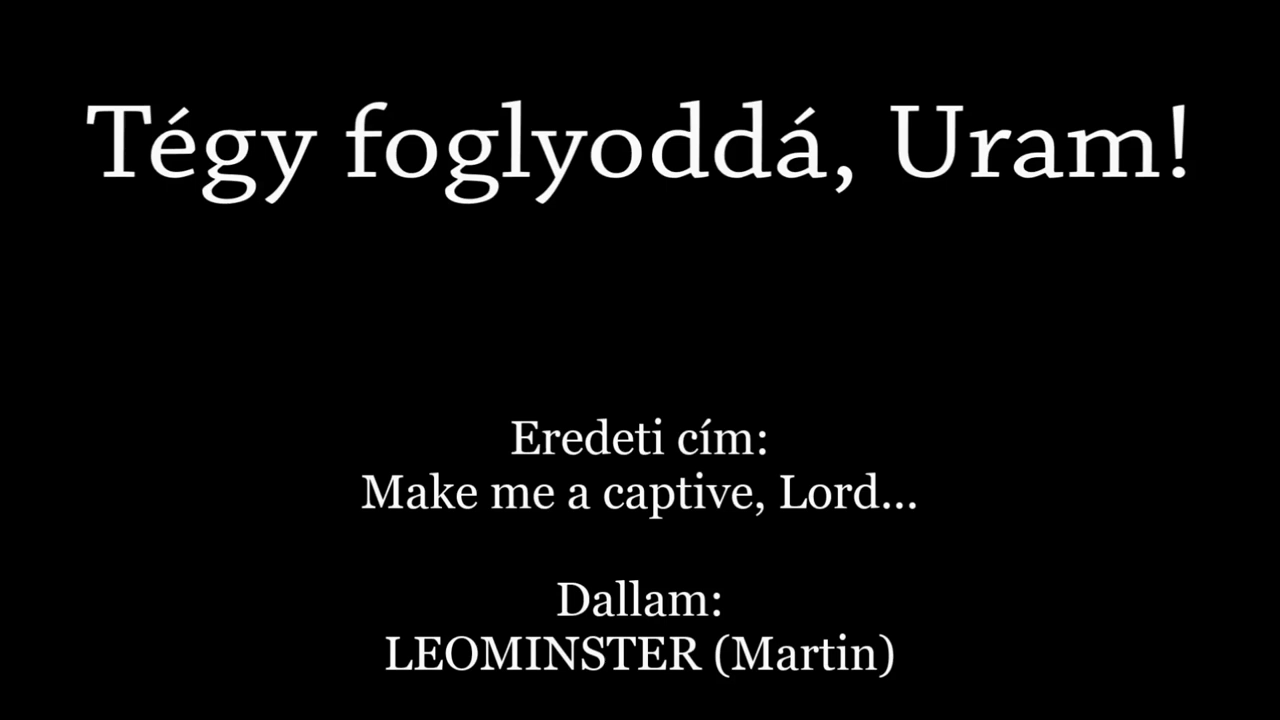 Tégy foglyoddá, Uram!
Eredeti cím:
Make me a captive, Lord...
Dallam:
LEOMINSTER (Martin)